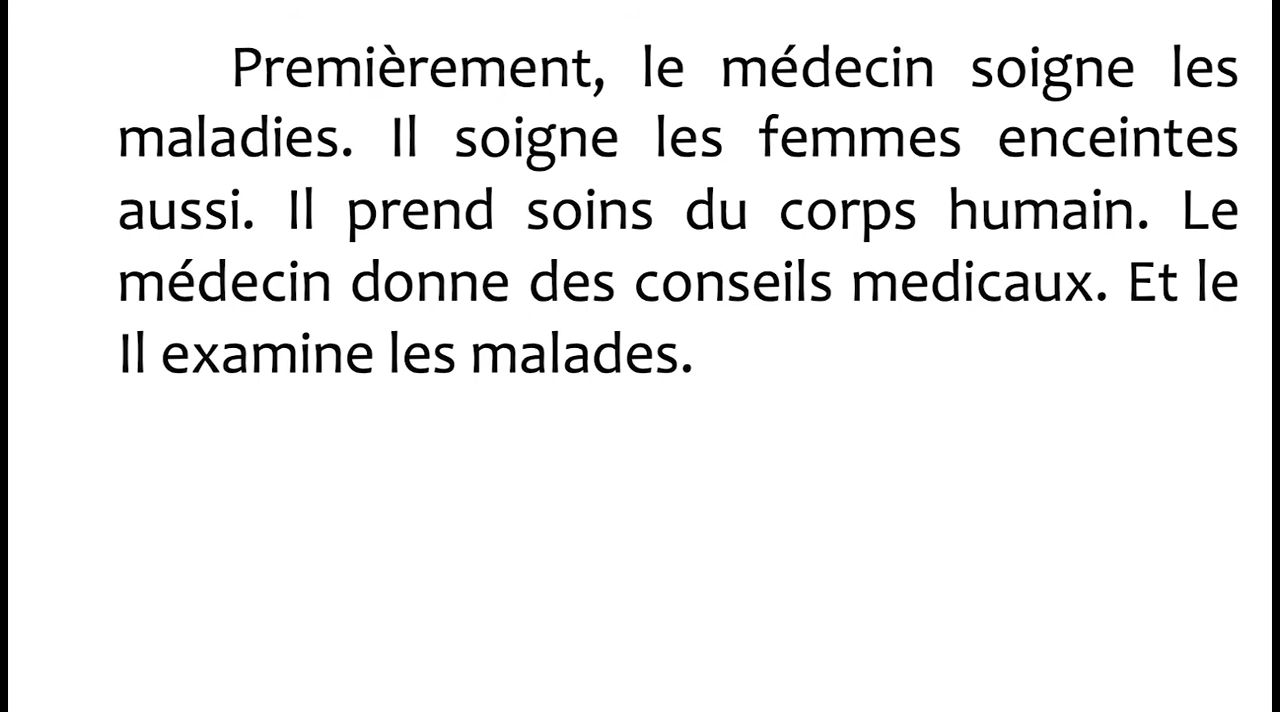 Premièrement, le médecin soigne les
maladies. Il soigne les femmes enceintes
aussi. Il prend soins du corps humain. Le
médecin donne des conseils medicaux. Et le
Il examine les malades.